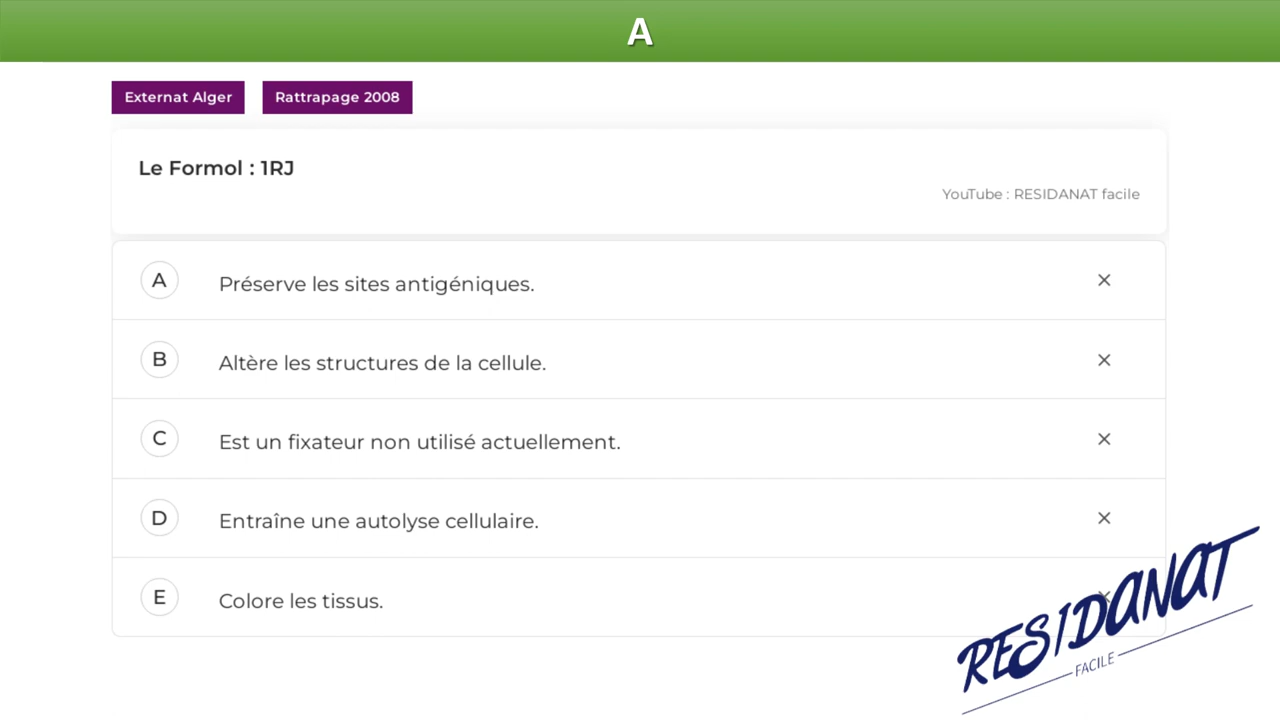 A
Externat Alger
Rattrapage 2008
Le Formol : 1RJ
YouTube : RESIDANAT facile
A Préserve les sites antigéniques. ×
B Altère les structures de la cellule. ×
C Est un fixateur non utilisé actuellement. ×
D Entraîne une autolyse cellulaire. ×
E Colore les tissus. ×
RESIDANAT
FACILE